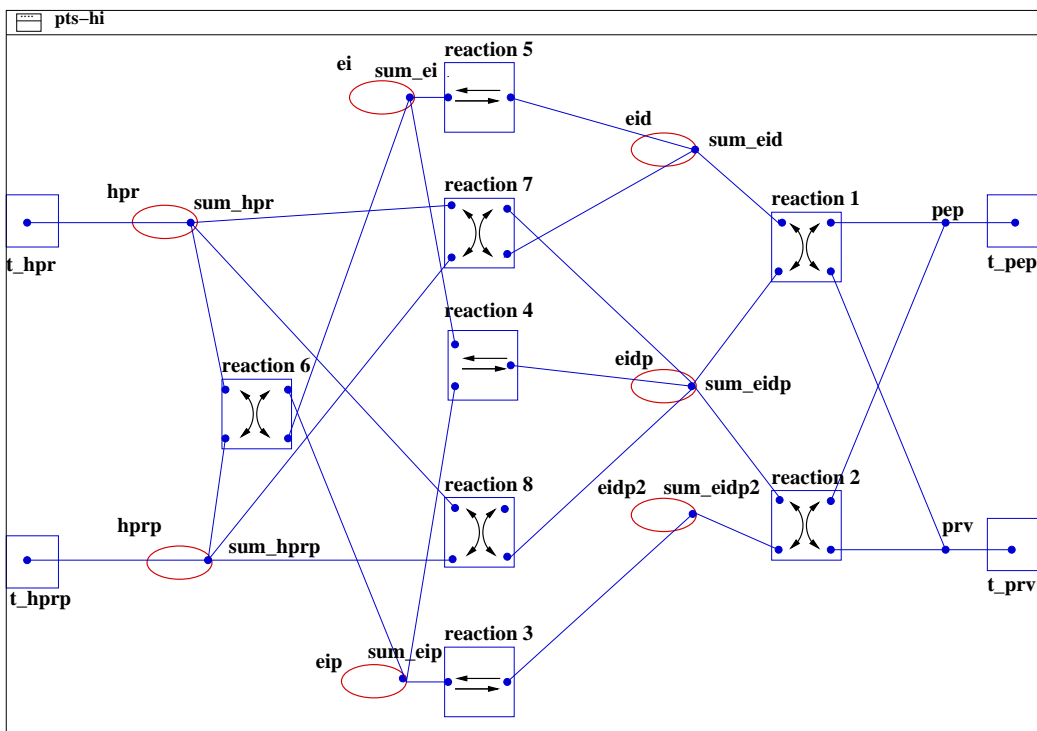 pts–hi
reaction 5
ei
sum_ei
eid
sum_eid
hpr
sum_hpr
reaction 7
reaction 1
pep
t_hpr
t_pep
reaction 4
reaction 6
eidp
sum_eidp
reaction 8
eidp2
sum_eidp2
reaction 2
hprp
sum_hprp
prv
t_hprp
t_prv
reaction 3
eip
sum_eip